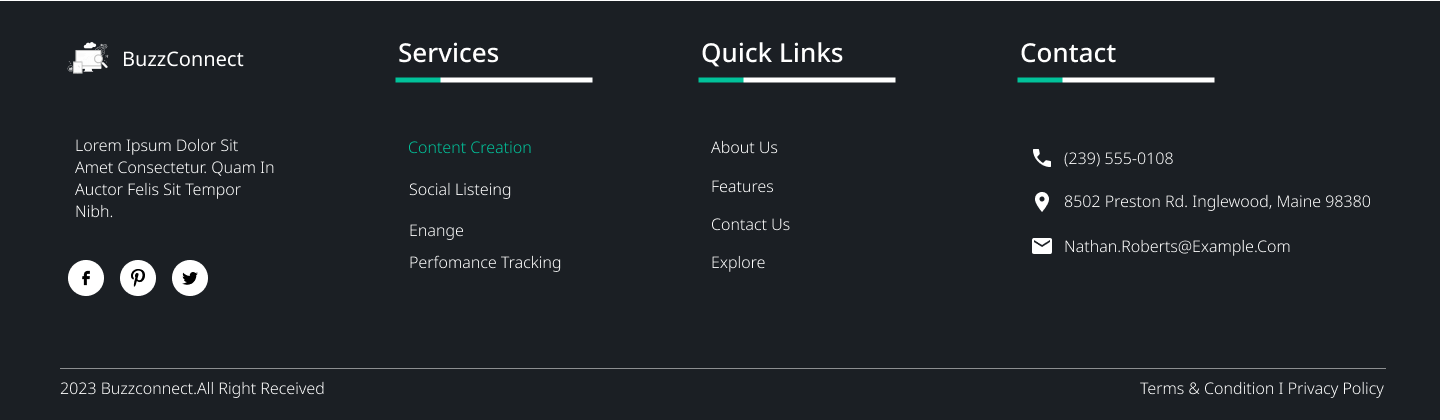 BuzzConnect
Lorem Ipsum Dolor Sit
Amet Consectetur. Quam In
Auctor Felis Sit Tempor
Nibh.
Services
Content Creation
Social Listeing
Enange
Perfomance Tracking
Quick Links
About Us
Features
Contact Us
Explore
Contact
(239) 555-0108
8502 Preston Rd. Inglewood, Maine 98380
Nathan.Roberts@Example.Com
2023 Buzzconnect.All Right Received
Terms & Condition I Privacy Policy